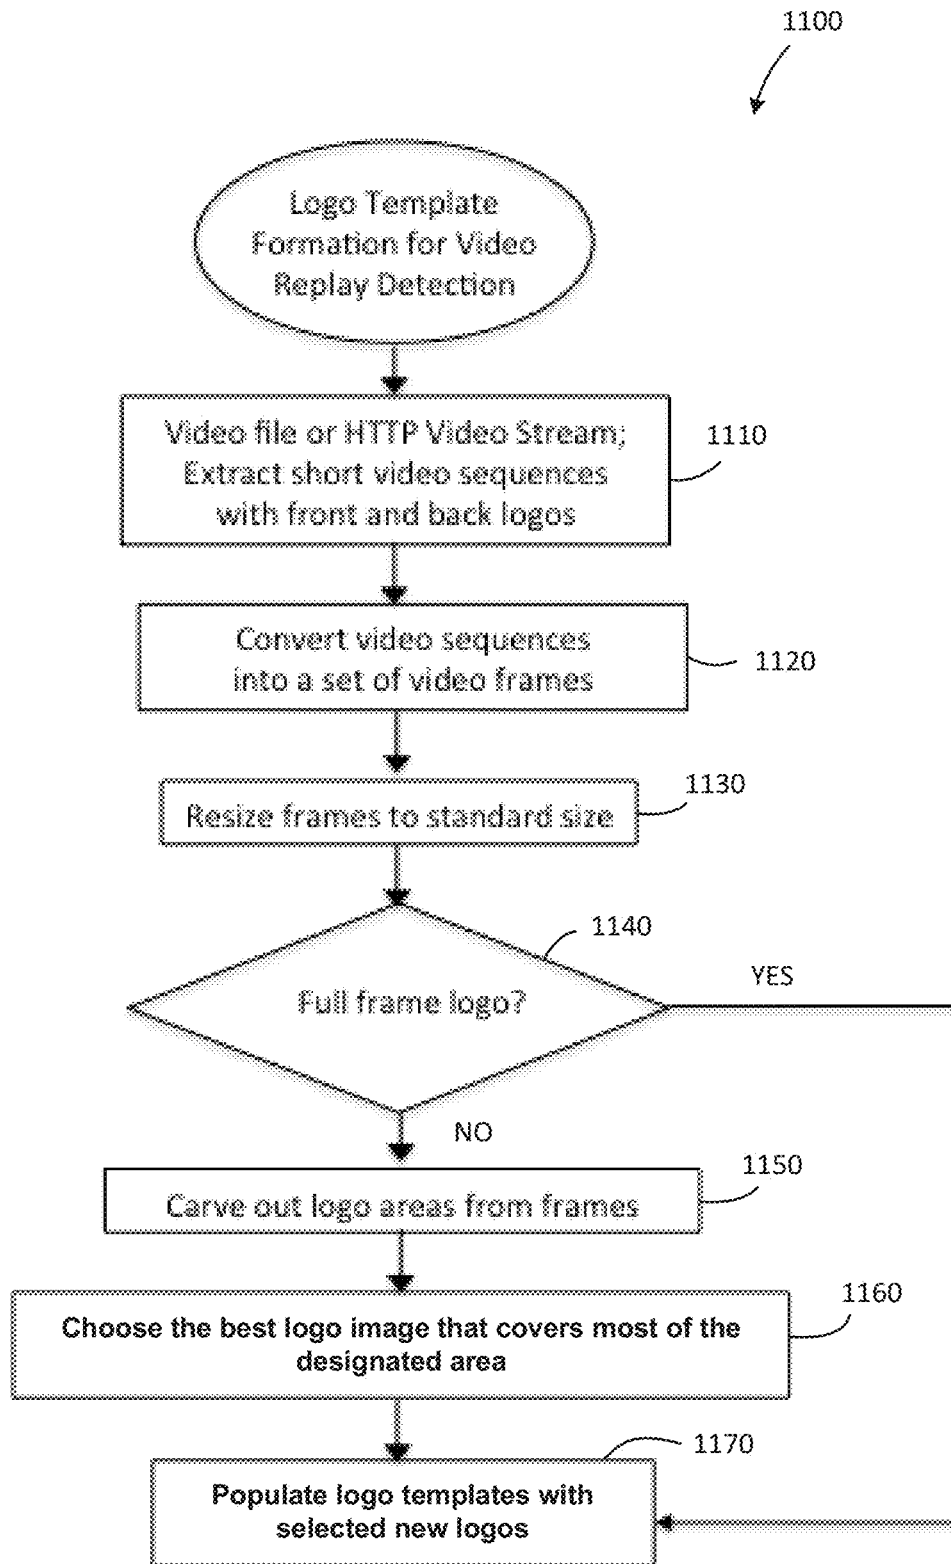 1100
Logo Template
Formation for Video
Replay Detection
Video file or HTTP Video Stream;
Extract short video sequences
with front and back logos
1110
Convert video sequences
into a set of video frames
1120
Resize frames to standard size
1130
Full frame logo?
1140
YES
NO
Carve out logo areas from frames
1150
Choose the best logo image that covers most of the
designated area
1160
Populate logo templates with
selected new logos
1170